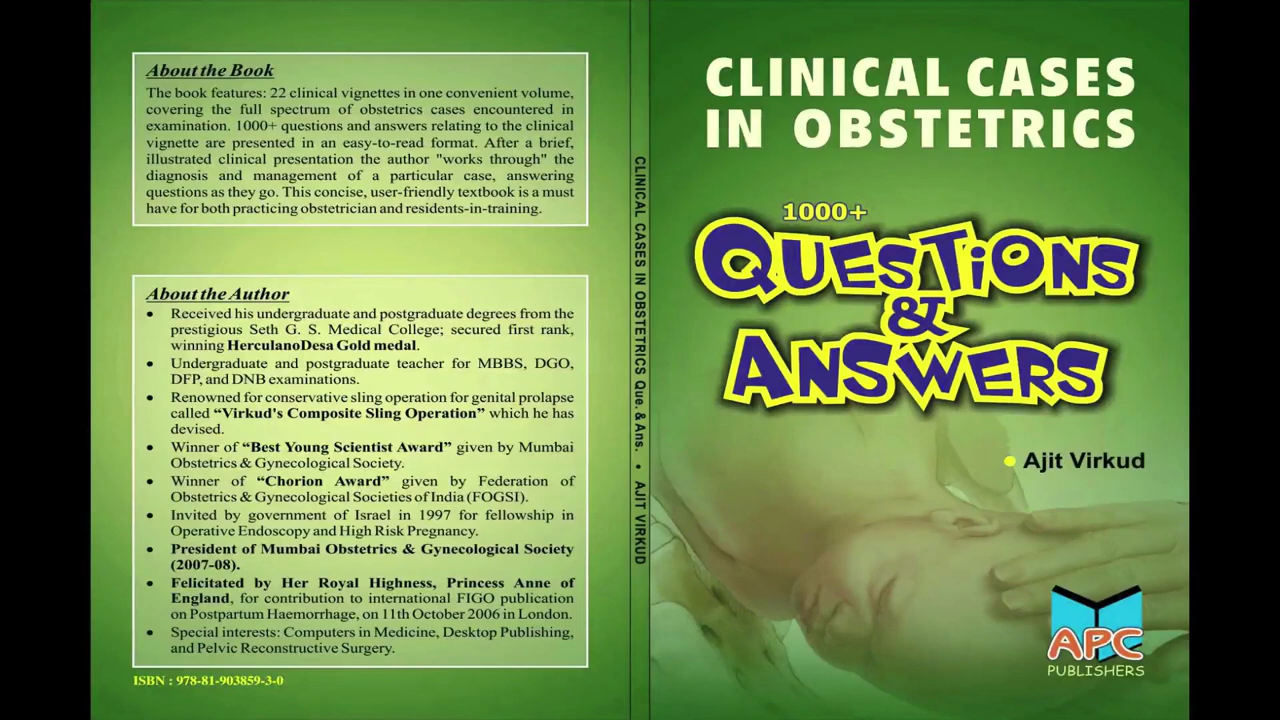 About the Book
The book features: 22 clinical vignettes in one convenient volume,
covering the full spectrum of obstetrics cases encountered in
examination. 1000+ questions and answers relating to the clinical
vignette are presented in an easy-to-read format. After a brief,
illustrated clinical presentation the author "works through" the
diagnosis and management of a particular case, answering
questions as they go. This concise, user-friendly textbook is a must
have for both practicing obstetrician and residents-in-training.
About the Author
• Received his undergraduate and postgraduate degrees from the
prestigious Seth G. S. Medical College; secured first rank,
winning HerculanoDesa Gold medal.
• Undergraduate and postgraduate teacher for MBBS, DGO,
DFP, and DNB examinations.
• Renowned for conservative sling operation for genital prolapse
called “Virkud's Composite Sling Operation” which he has
devised.
• Winner of “Best Young Scientist Award” given by Mumbai
Obstetrics & Gynecological Society.
• Winner of “Chorion Award” given by Federation of
Obstetrics & Gynecological Societies of India (FOGSI).
• Invited by government of Israel in 1997 for fellowship in
Operative Endoscopy and High Risk Pregnancy.
• President of Mumbai Obstetrics & Gynecological Society
(2007-08).
• Felicitated by Her Royal Highness, Princess Anne of
England, for contribution to international FIGO publication
on Postpartum Haemorrhage, on 11th October 2006 in London.
• Special interests: Computers in Medicine, Desktop Publishing,
and Pelvic Reconstructive Surgery.
ISBN : 978-81-903859-3-0
CLINICAL CASES IN OBSTETRICS Que. & Ans. • AJIT VIRKUD
CLINICAL CASES
IN OBSTETRICS
1000+
QUESTiONS
&
ANSWERS
• Ajit Virkud
APC
PUBLISHERS